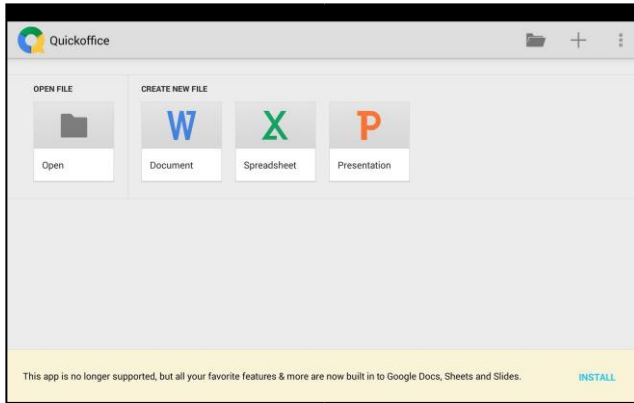 Quickoffice
OPEN FILE
CREATE NEW FILE
W
X
P
Open
Document
Spreadsheet
Presentation
This app is no longer supported, but all your favorite features & more are now built in to Google Docs, Sheets and Slides.
INSTALL